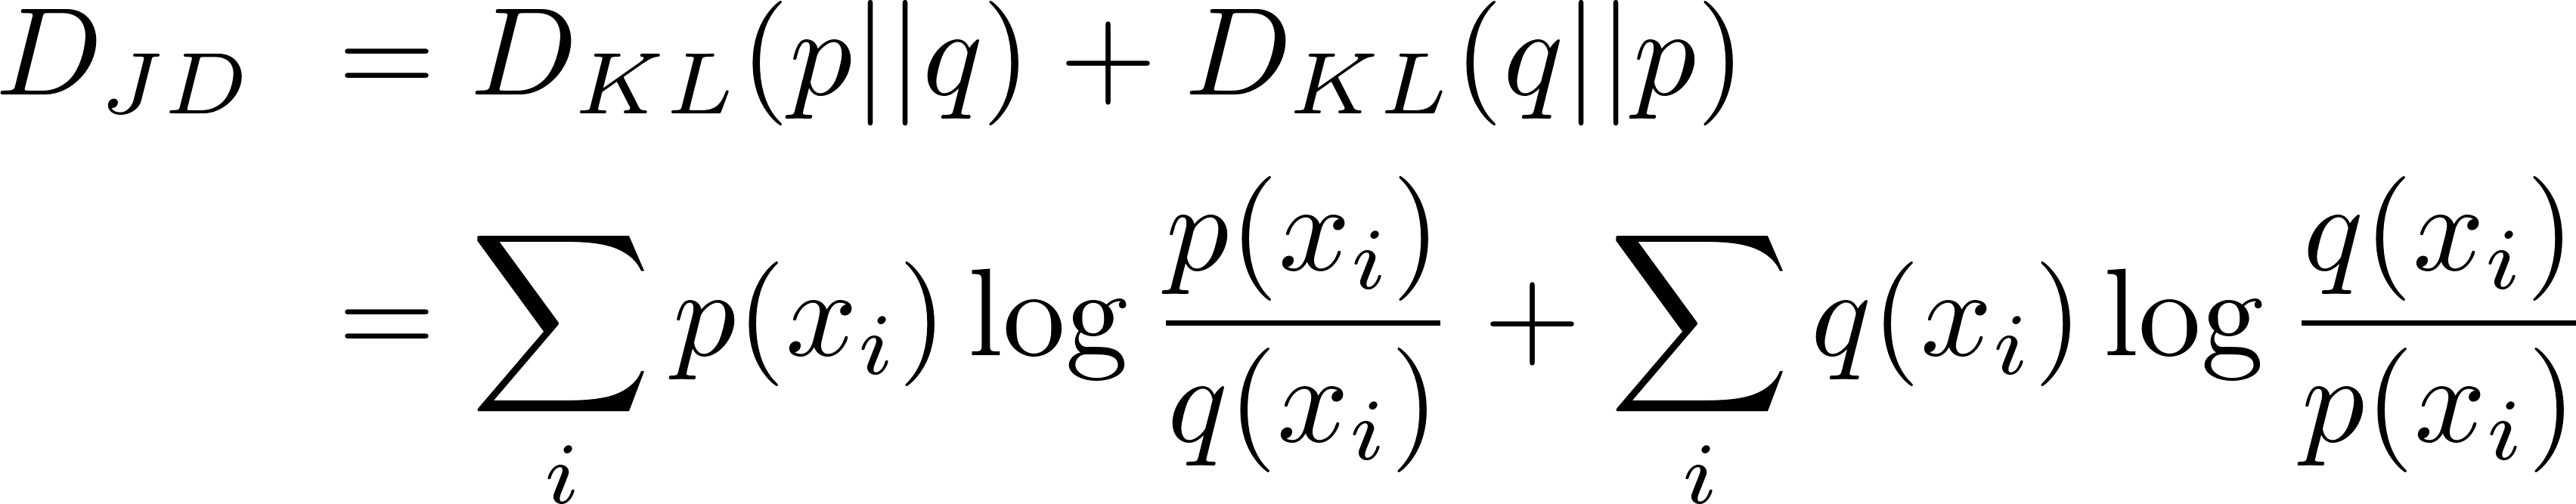 D_{JD} = D_{KL}(p||q) + D_{KL}(q||p)
= \sum_i p(x_i) \log \frac{p(x_i)}{q(x_i)} + \sum_i q(x_i) \log \frac{q(x_i)}{p(x_i)}